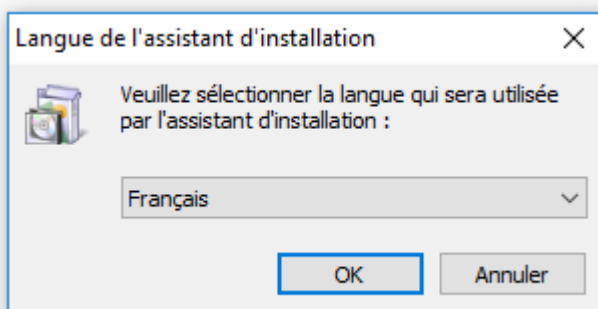 Langue de l'assistant d'installation
Veuillez sélectionner la langue qui sera utilisée
par l'assistant d'installation :
Français
OK
Annuler